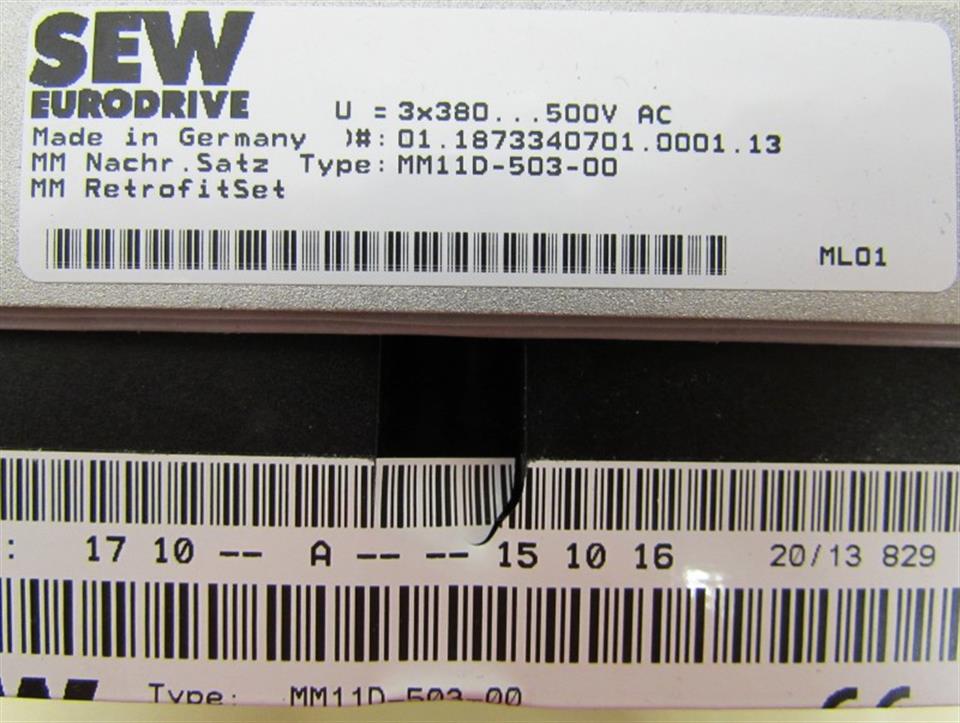 SEW
EURODRIVE
U = 3x380...500V AC
Made in Germany )#: 01.1873340701.0001.13
MM Nachr.Satz Type: MM11D-503-00
MM RetrofitSet
ML01
: 17 10 -- A -- -- 15 10 16 20/13 829
Type: MM11D-503-00
CE